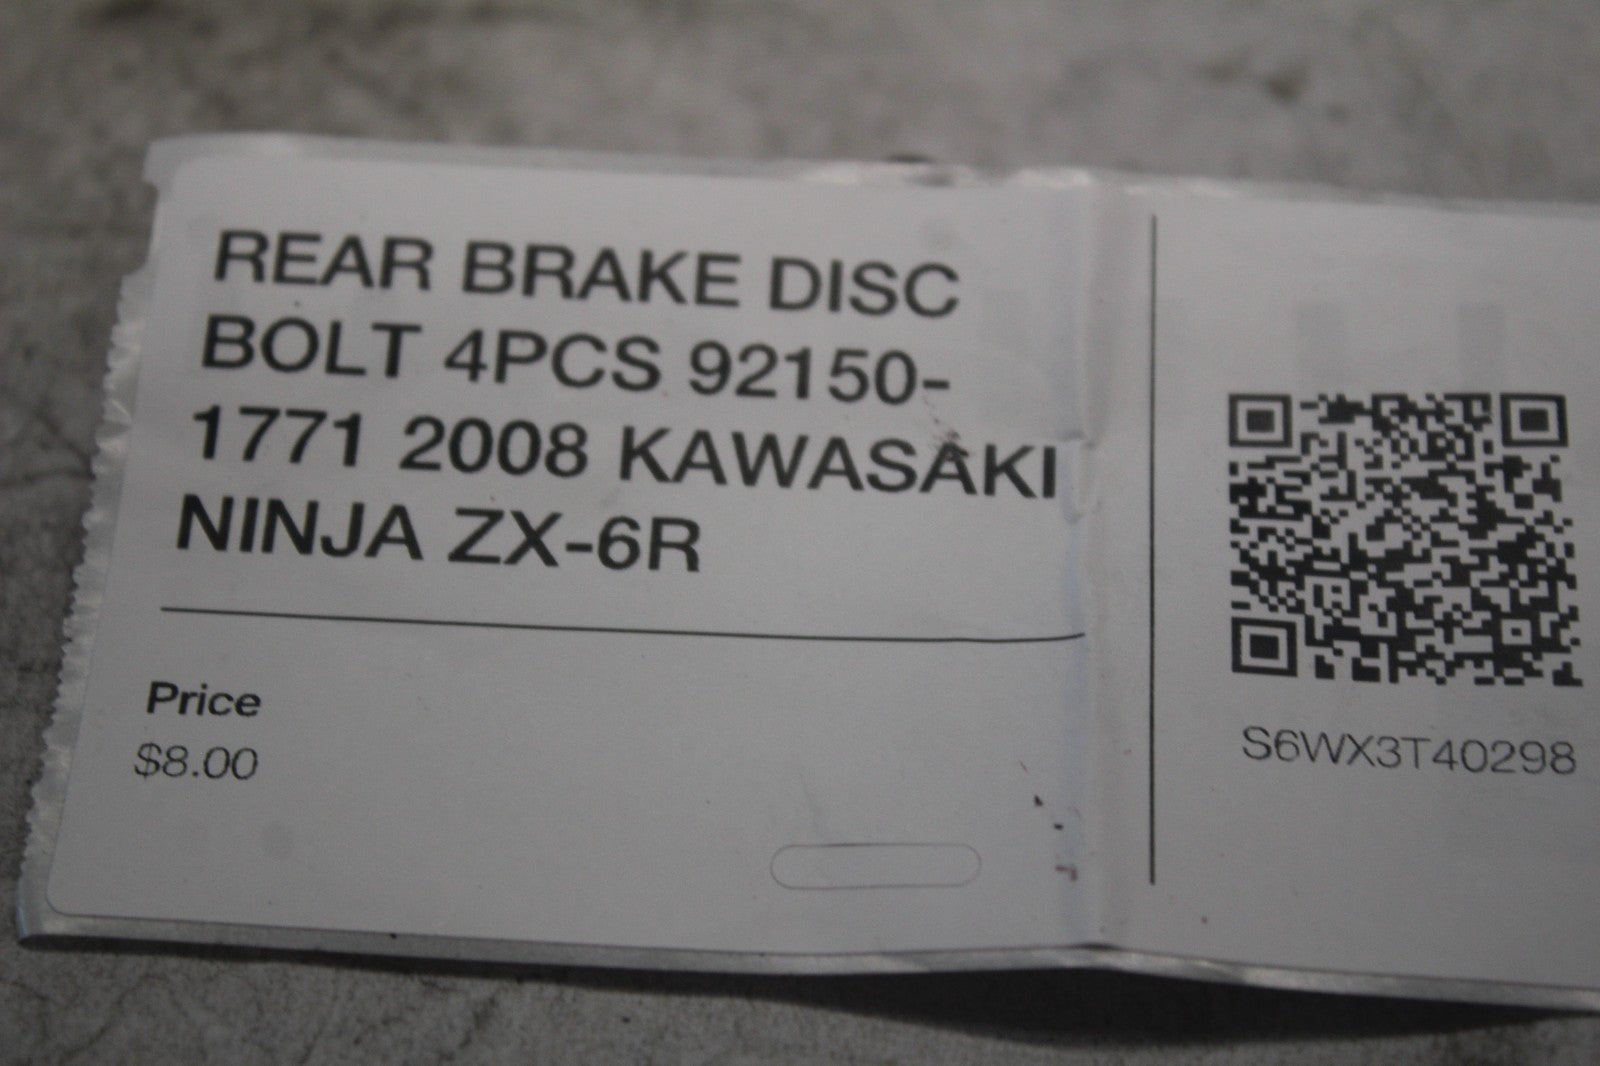 REAR BRAKE DISC
BOLT 4PCS 92150-
1771 2008 KAWASAKI
NINJA ZX-6R
Price
$8.00
S6WX3T40298